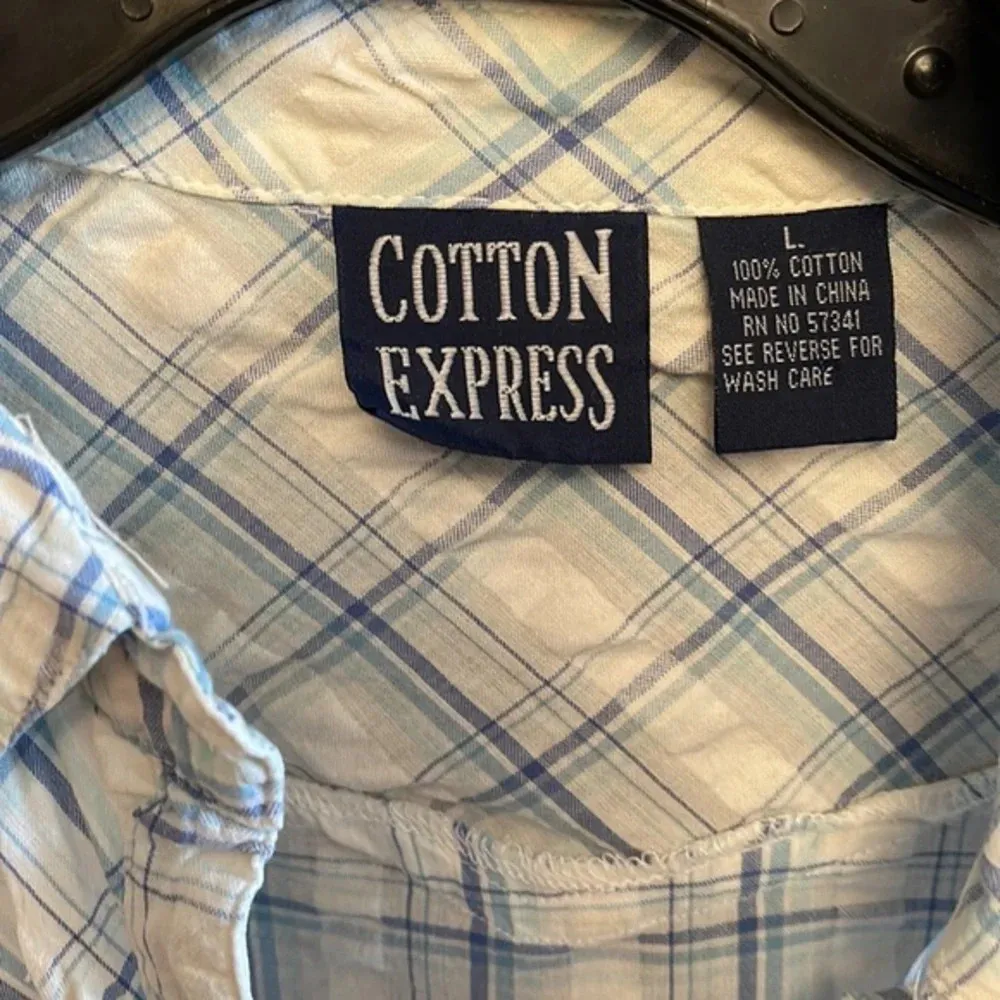 COTTON
EXPRESS
L.
100% COTTON
MADE IN CHINA
RN NO 57341
SEE REVERSE FOR
WASH CARE